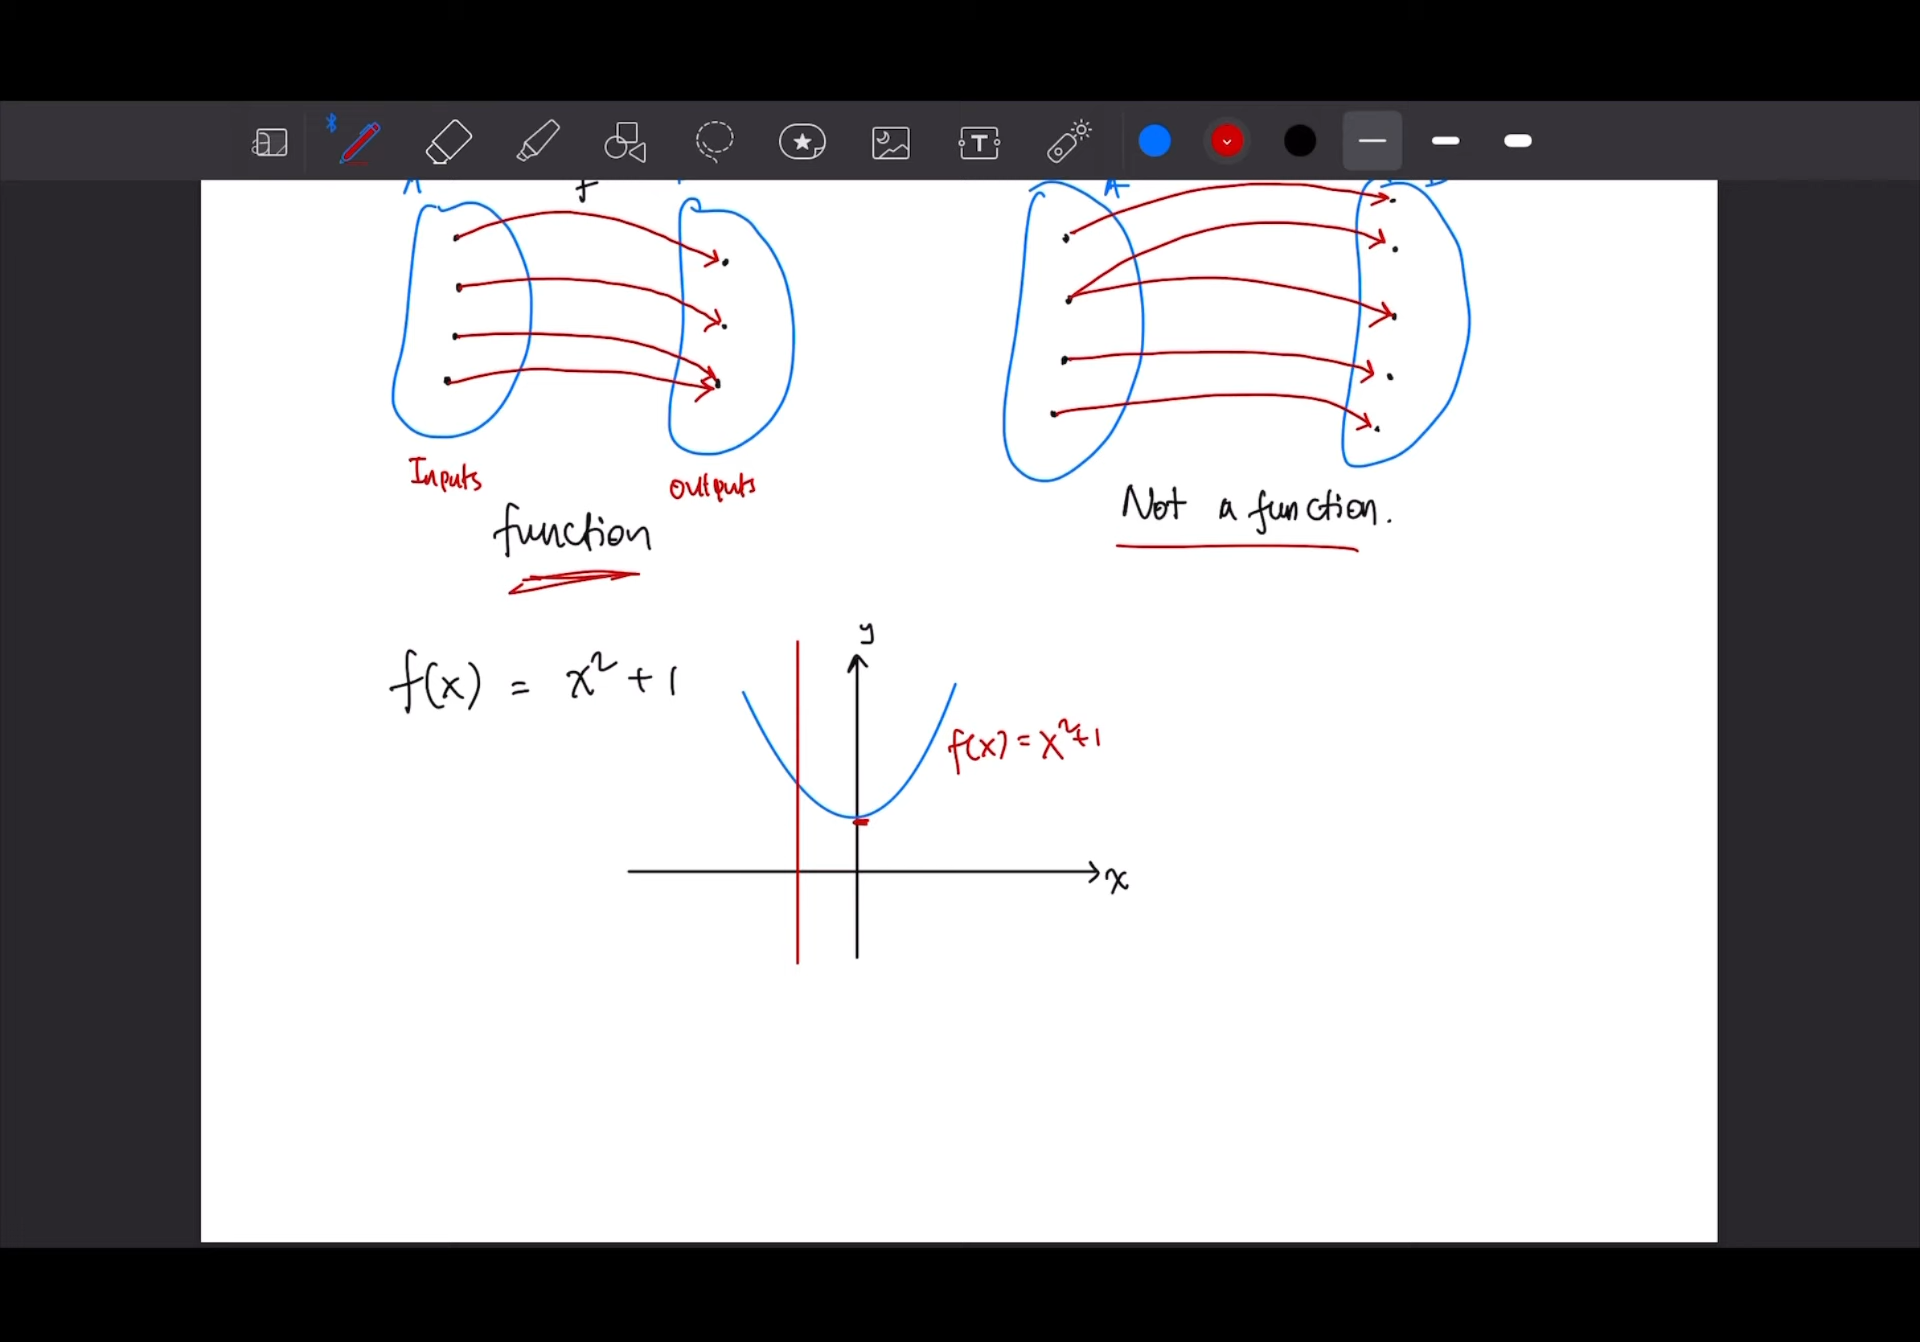 A
f
A
Inputs
outputs
function
Not a function.
f(x) = x² + 1
y
f(x) = x²+1
x